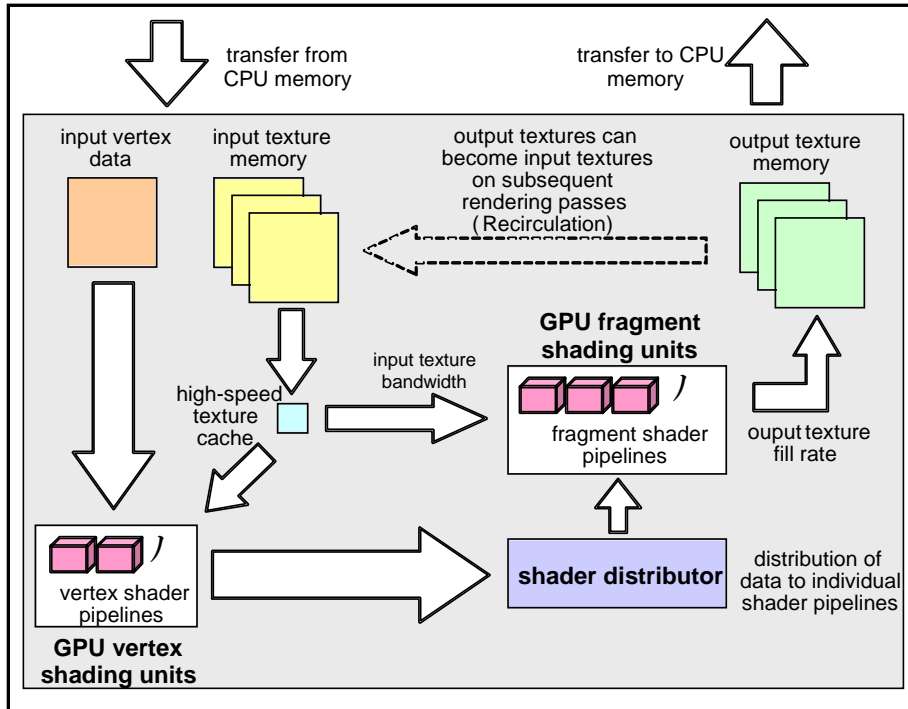 transfer from
CPU memory
transfer to CPU
memory
input vertex
data
input texture
memory
output textures can
become input textures
on subsequent
rendering passes
(Recirculation)
output texture
memory
GPU fragment
shading units
input texture
bandwidth
high-speed
texture
cache
fragment shader
pipelines
ouput texture
fill rate
vertex shader
pipelines
GPU vertex
shading units
shader distributor
distribution of
data to individual
shader pipelines